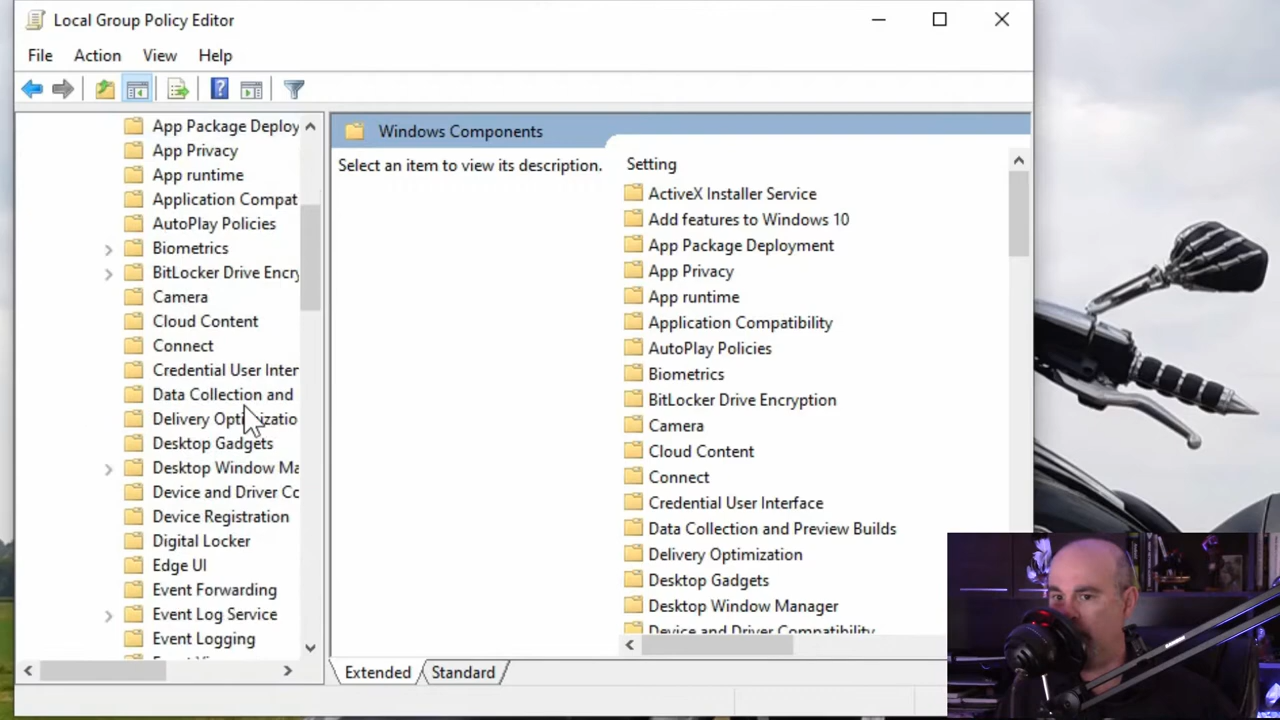 Local Group Policy Editor
File Action View Help
App Package Deploy
App Privacy
App runtime
Application Compat
AutoPlay Policies
Biometrics
BitLocker Drive Encry
Camera
Cloud Content
Connect
Credential User Inter
Data Collection and
Delivery Optimizatio
Desktop Gadgets
Desktop Window Ma
Device and Driver Co
Device Registration
Digital Locker
Edge UI
Event Forwarding
Event Log Service
Event Logging
Windows Components
Select an item to view its description.
Setting
ActiveX Installer Service
Add features to Windows 10
App Package Deployment
App Privacy
App runtime
Application Compatibility
AutoPlay Policies
Biometrics
BitLocker Drive Encryption
Camera
Cloud Content
Connect
Credential User Interface
Data Collection and Preview Builds
Delivery Optimization
Desktop Gadgets
Desktop Window Manager
Device and Driver Compatibility
Extended Standard